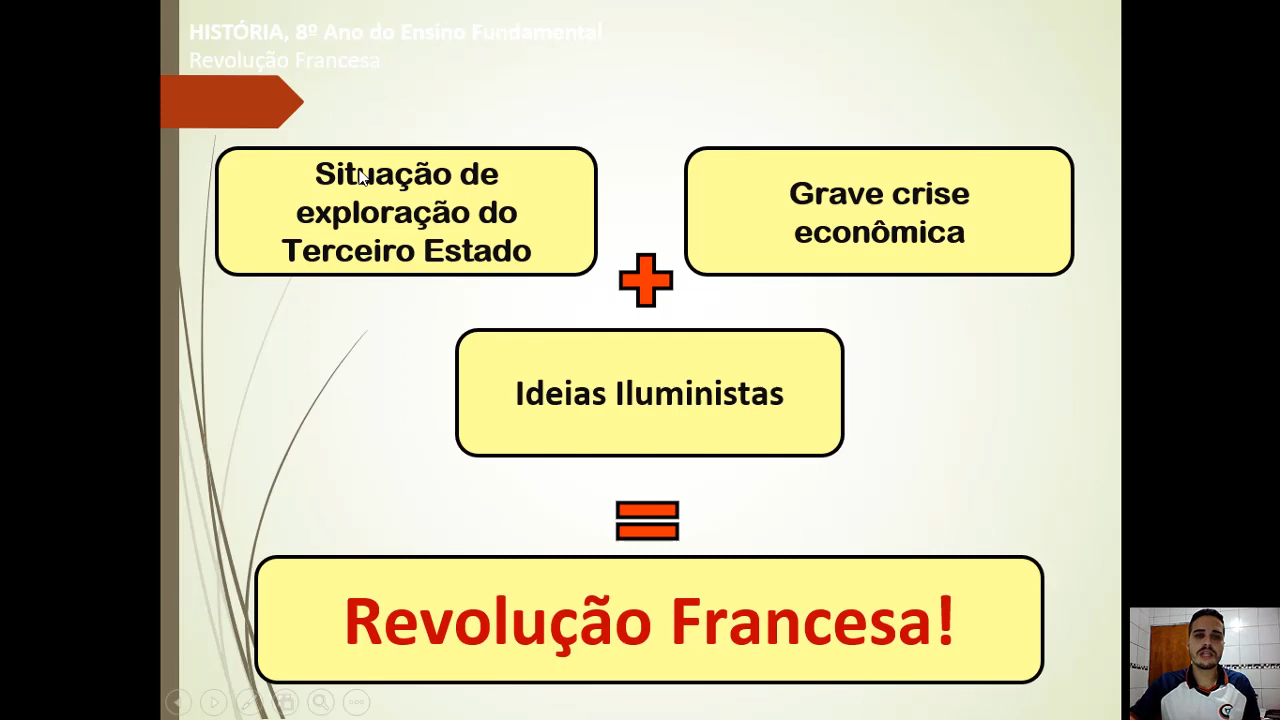 HISTÓRIA, 8º Ano do Ensino Fundamental
Revolução Francesa
Situação de
exploração do
Terceiro Estado
Grave crise
econômica
Ideias Iluministas
Revolução Francesa!